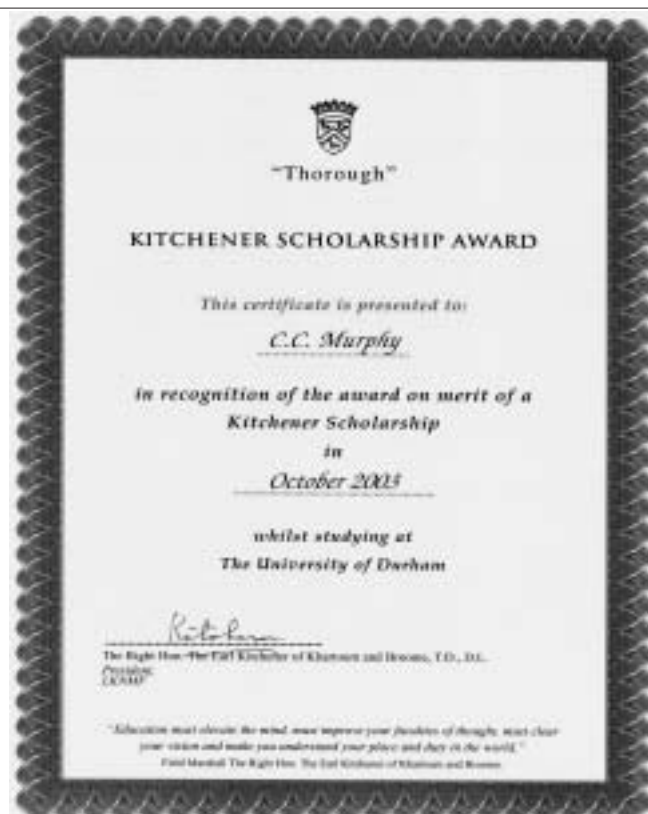 "Thorough"
KITCHENER SCHOLARSHIP AWARD
This certificate is presented to:
C.C. Murphy
in recognition of the award on merit of a
Kitchener Scholarship
in
October 2003
whilst studying at
The University of Durham
The Right Hon. The Earl Kitchener of Khartoum and Broome, T.D., D.L.
President,
"Education must elevate the mind, must improve your faculties of thought, must clear
your vision and make you understand your place and duty in the world."
Field Marshall The Right Hon. The Earl Kitchener of Khartoum and Broome